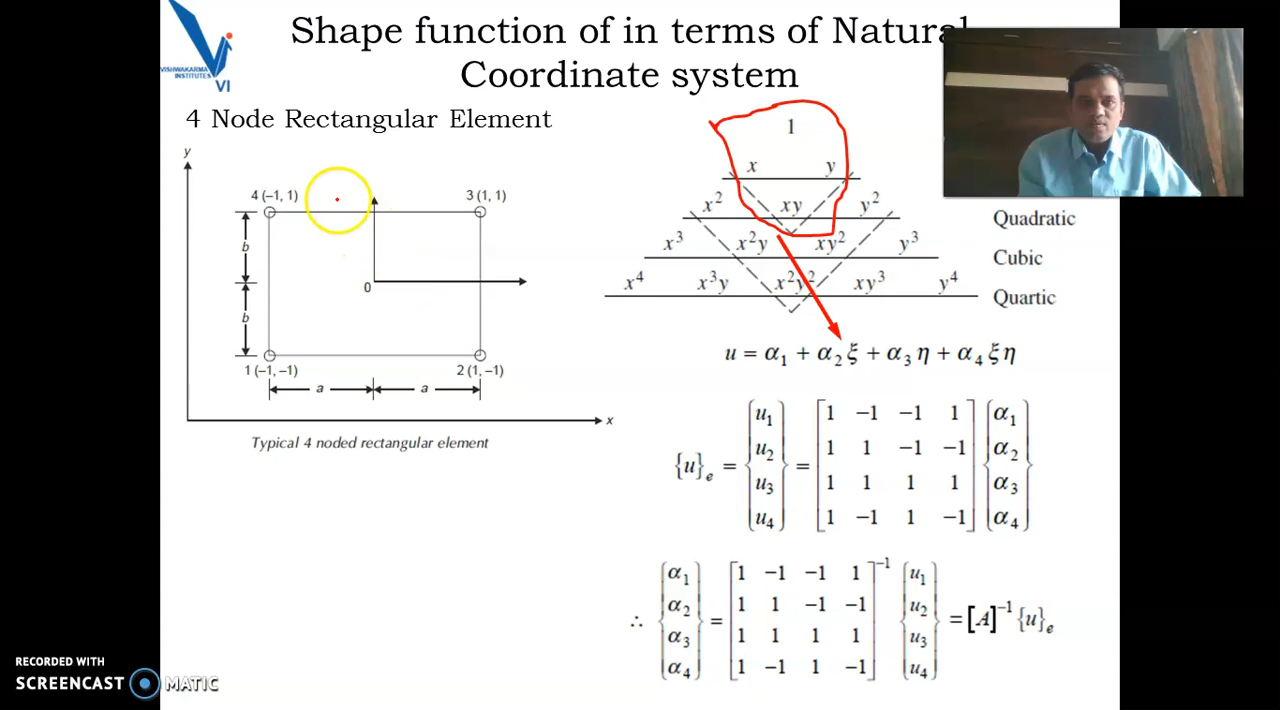 Shape function of in terms of Natural
Coordinate system
VISHWAKARMA
INSTITUTES
VI
4 Node Rectangular Element
y
4 (−1, 1)
3 (1, 1)
b
0
b
1 (−1, −1)
2 (1, −1)
a
a
x
Typical 4 noded rectangular element
1
x y
x² xy y² Quadratic
x³ x²y xy² y³ Cubic
x⁴ x³y x²y² xy³ y⁴ Quartic
u = α₁ + α₂ ξ + α₃ η + α₄ ξη
u₁ 1 −1 −1 1 α₁
u₂ 1 1 −1 −1 α₂
{u}ₑ = =
u₃ 1 1 1 1 α₃
u₄ 1 −1 1 −1 α₄
α₁ 1 −1 −1 1 −1 u₁
α₂ 1 1 −1 −1 u₂
∴ = = [A]⁻¹ {u}ₑ
α₃ 1 1 1 1 u₃
α₄ 1 −1 1 −1 u₄
RECORDED WITH
SCREENCAST MATIC